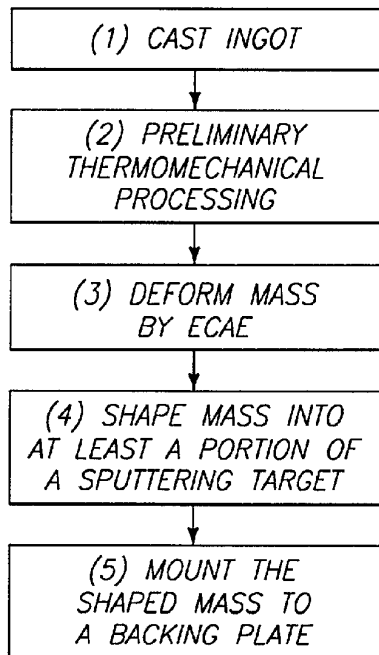 (1) CAST INGOT
(2) PRELIMINARY
THERMOMECHANICAL
PROCESSING
(3) DEFORM MASS
BY ECAE
(4) SHAPE MASS INTO
AT LEAST A PORTION OF
A SPUTTERING TARGET
(5) MOUNT THE
SHAPED MASS TO
A BACKING PLATE